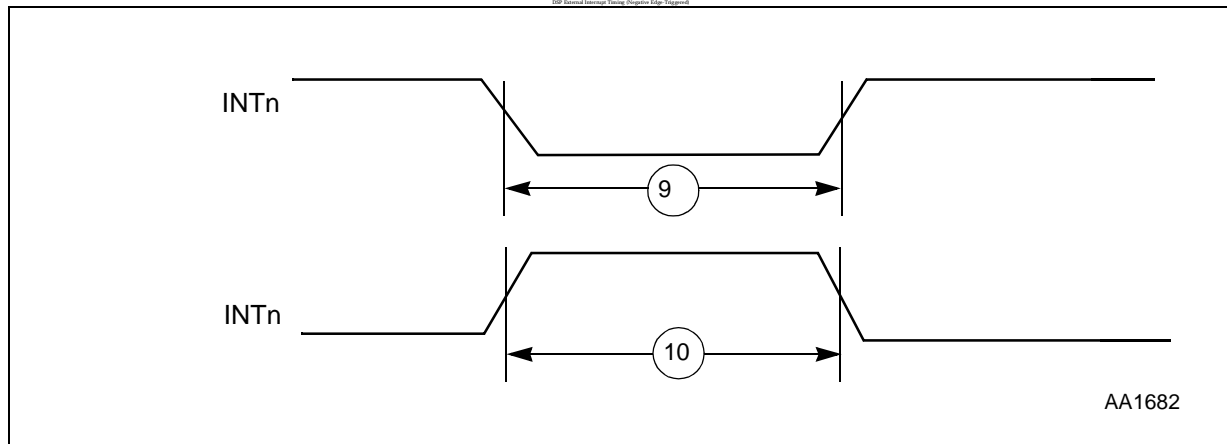 DSP External Interrupt Timing (Negative Edge-Triggered)
INTn
9
INTn
10
AA1682